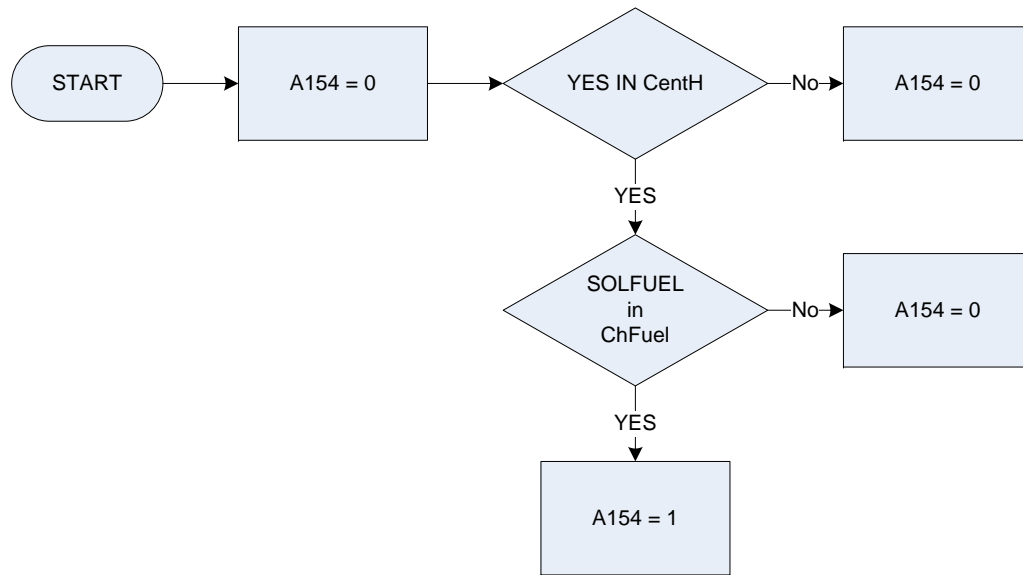 START
A154 = 0
YES IN CentH
No
A154 = 0
YES
SOLFUEL
in
ChFuel
No
A154 = 0
YES
A154 = 1